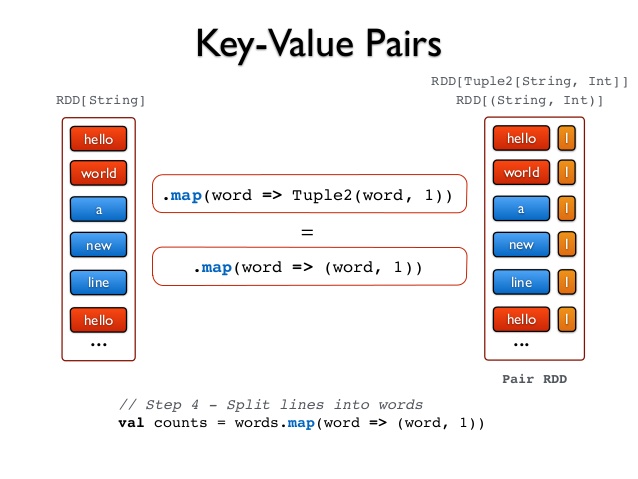 Key-Value Pairs
RDD[String]
hello
world
a
new
line
hello
...
.map(word => Tuple2(word, 1))
=
.map(word => (word, 1))
RDD[Tuple2[String, Int]]
RDD[(String, Int)]
hello 1
world 1
a 1
new 1
line 1
hello 1
...
Pair RDD
// Step 4 - Split lines into words
val counts = words.map(word => (word, 1))